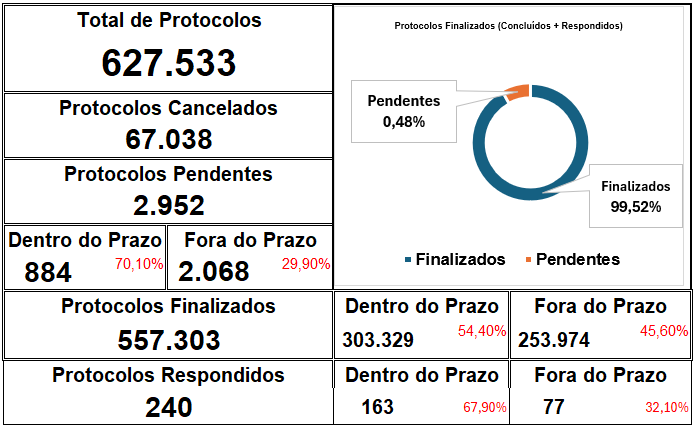 Total de Protocolos
627.533
Protocolos Cancelados
67.038
Protocolos Pendentes
2.952
Dentro do Prazo
884
70,10%
Fora do Prazo
2.068
29,90%
Protocolos Finalizados (Concluídos + Respondidos)
Pendentes
0,48%
Finalizados
99,52%
Finalizados
Pendentes
Protocolos Finalizados
557.303
Dentro do Prazo
303.329
54,40%
Fora do Prazo
253.974
45,60%
Protocolos Respondidos
240
Dentro do Prazo
163
67,90%
Fora do Prazo
77
32,10%